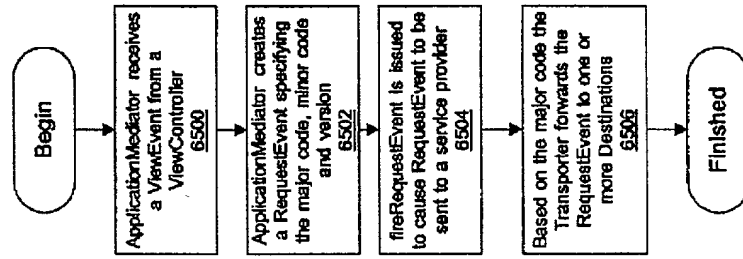 Begin
ApplicationMediator receives
a ViewEvent from a
ViewController
6500
ApplicationMediator creates
a RequestEvent specifying
the major code, minor code
and version
6502
fireRequestEvent is issued
to cause RequestEvent to be
sent to a service provider
6504
Based on the major code the
Transporter forwards the
RequestEvent to one or
more Destinations
6506
Finished